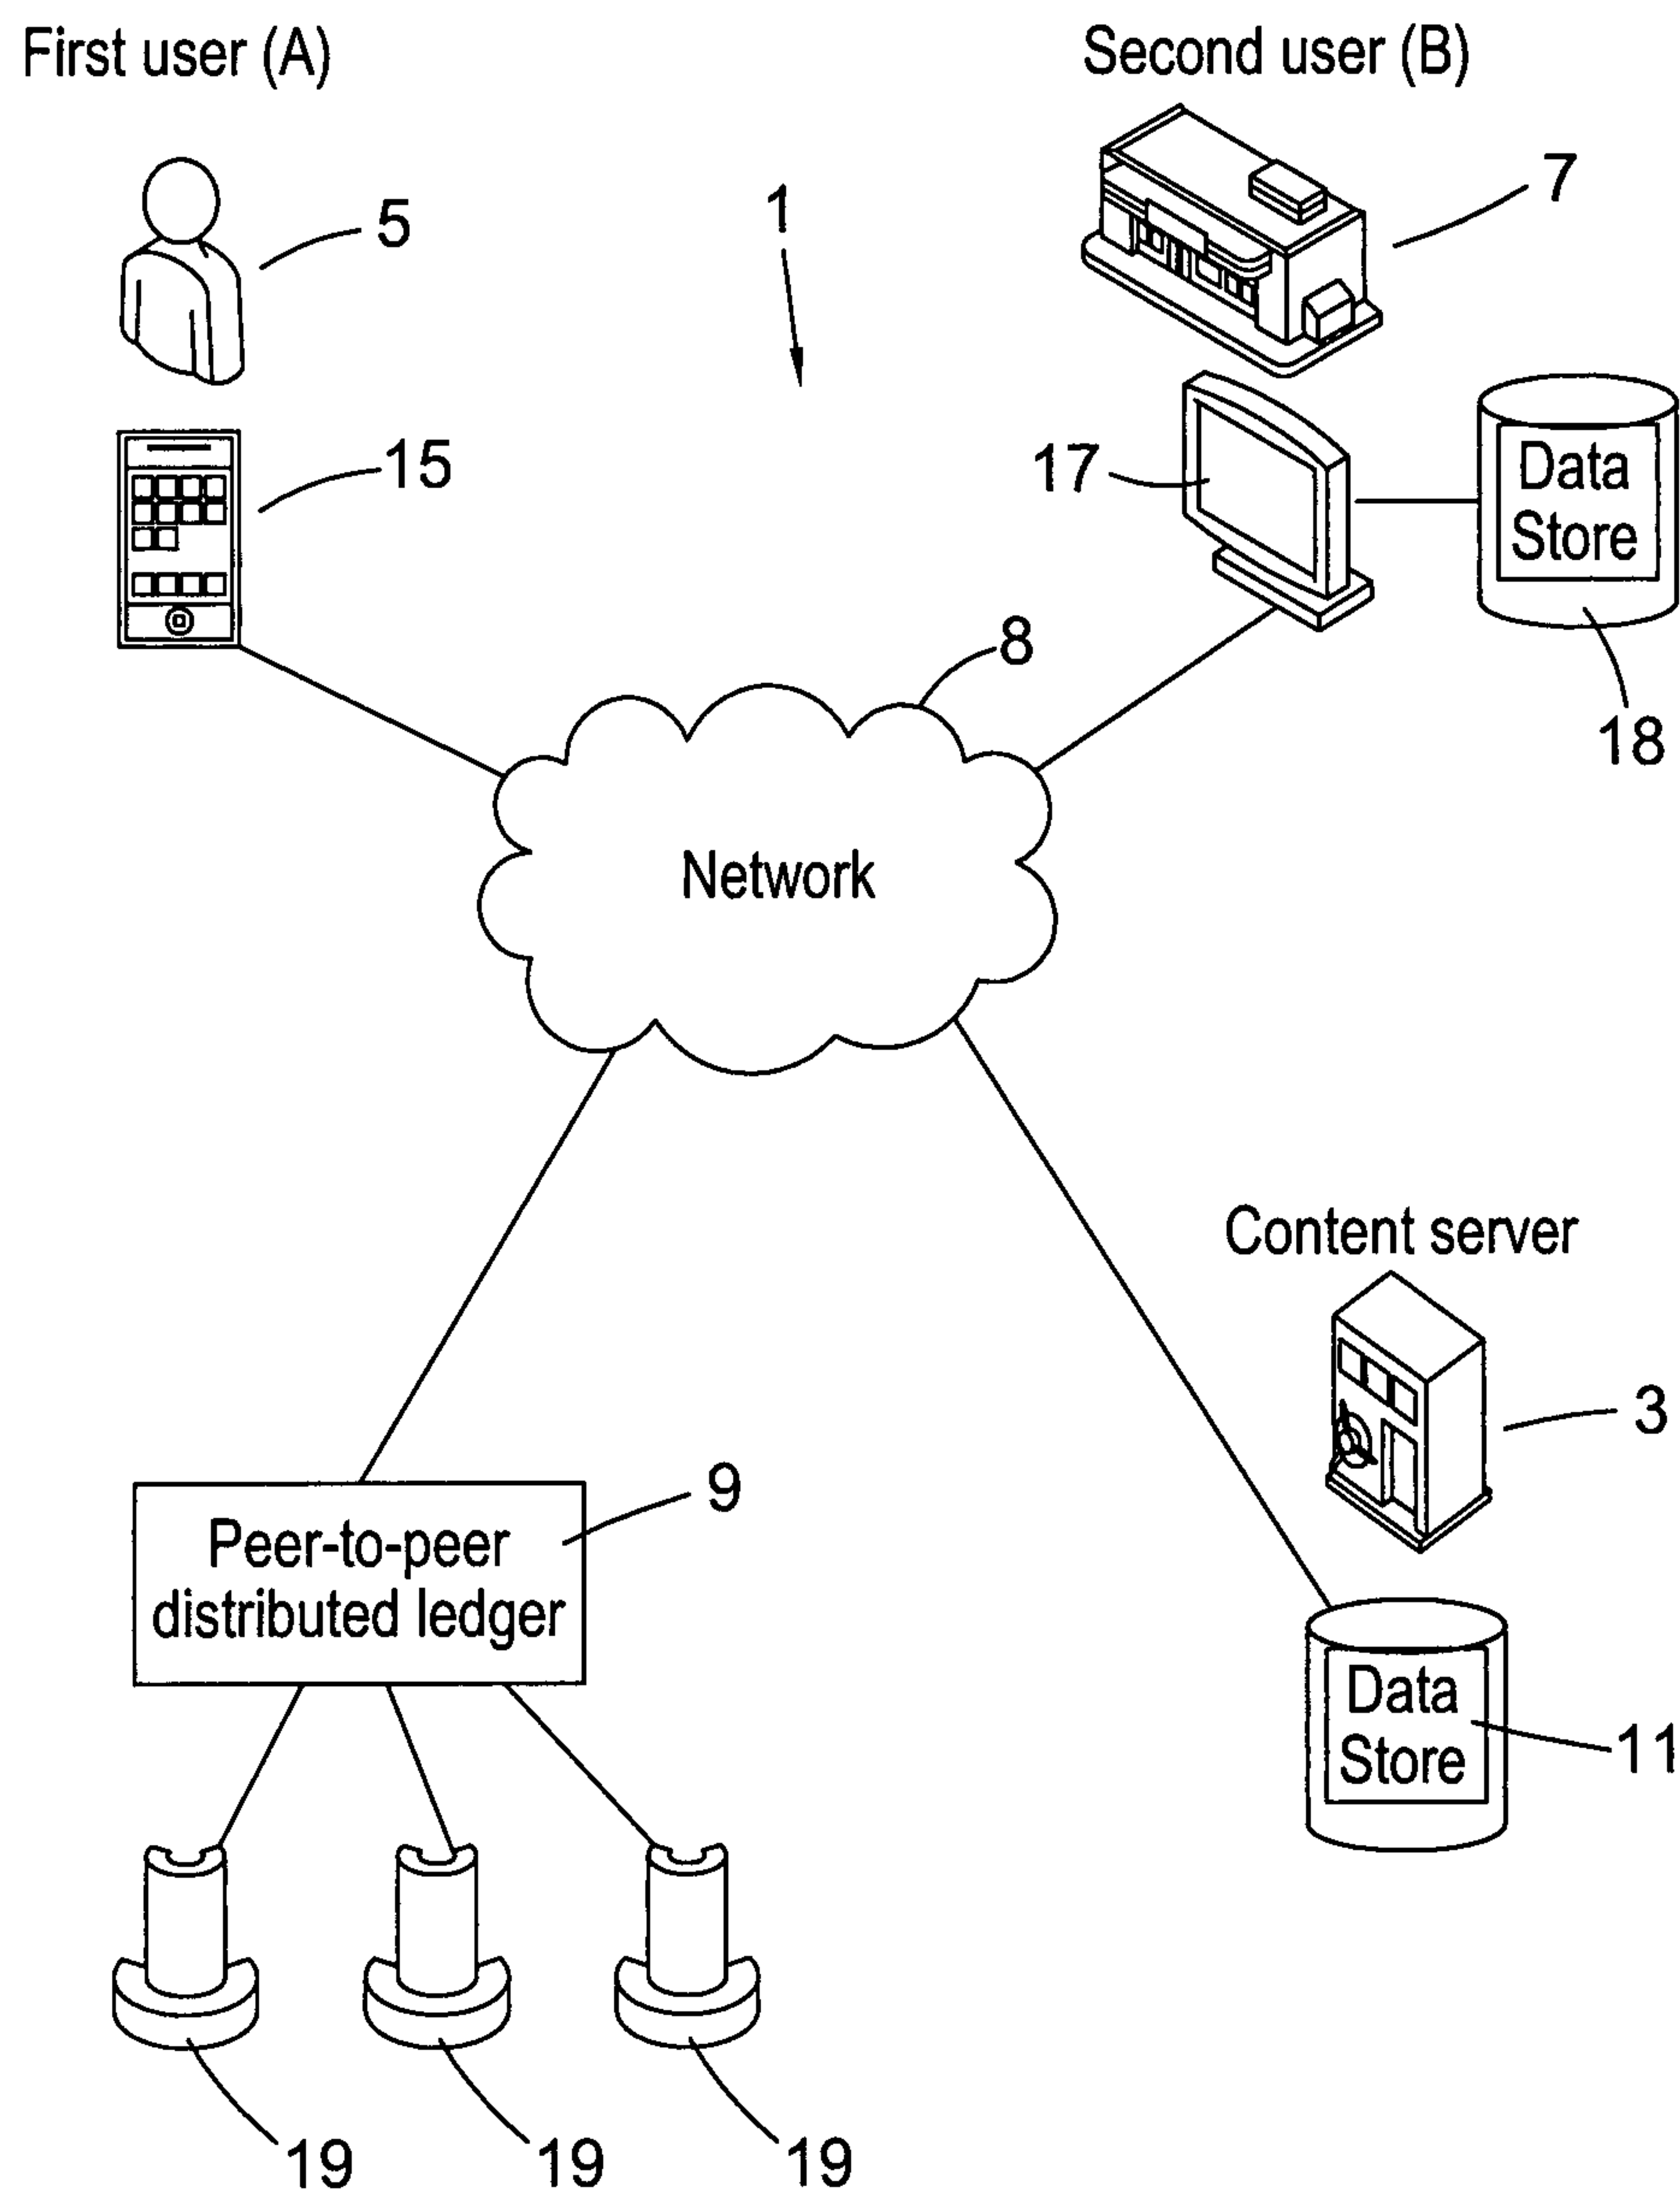 First user (A)
Second user (B)
5
1
7
15
17
Data
Store
8
18
Network
Content server
3
9
Peer-to-peer
distributed ledger
Data
Store
11
19
19
19